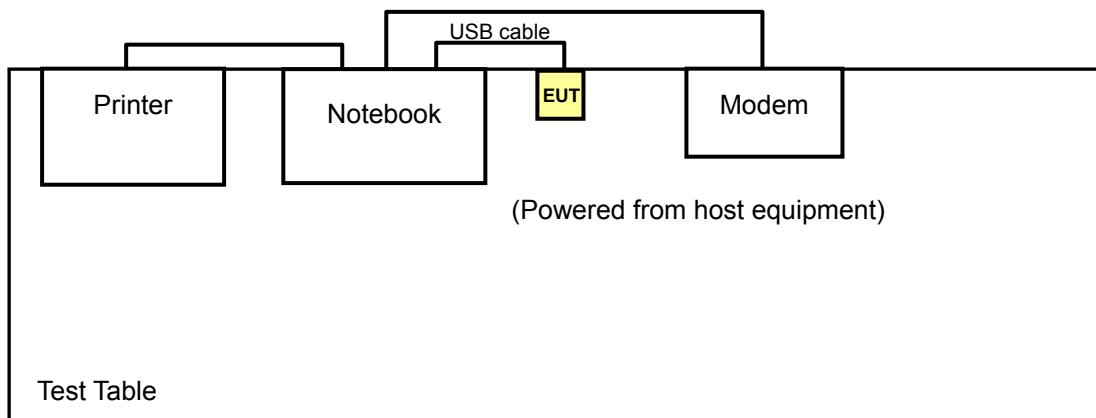 USB cable
Printer
Notebook
EUT
Modem
(Powered from host equipment)
Test Table